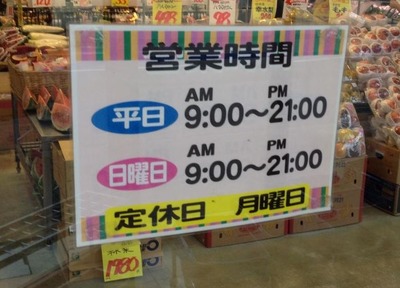 営業時間
AM PM
平日 9:00～21:00
AM PM
日曜日 9:00～21:00
定休日 月曜日
1980